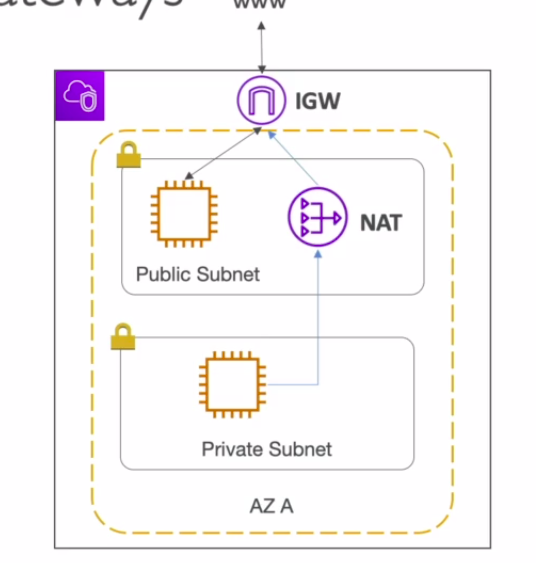 www
IGW
NAT
Public Subnet
Private Subnet
AZ A